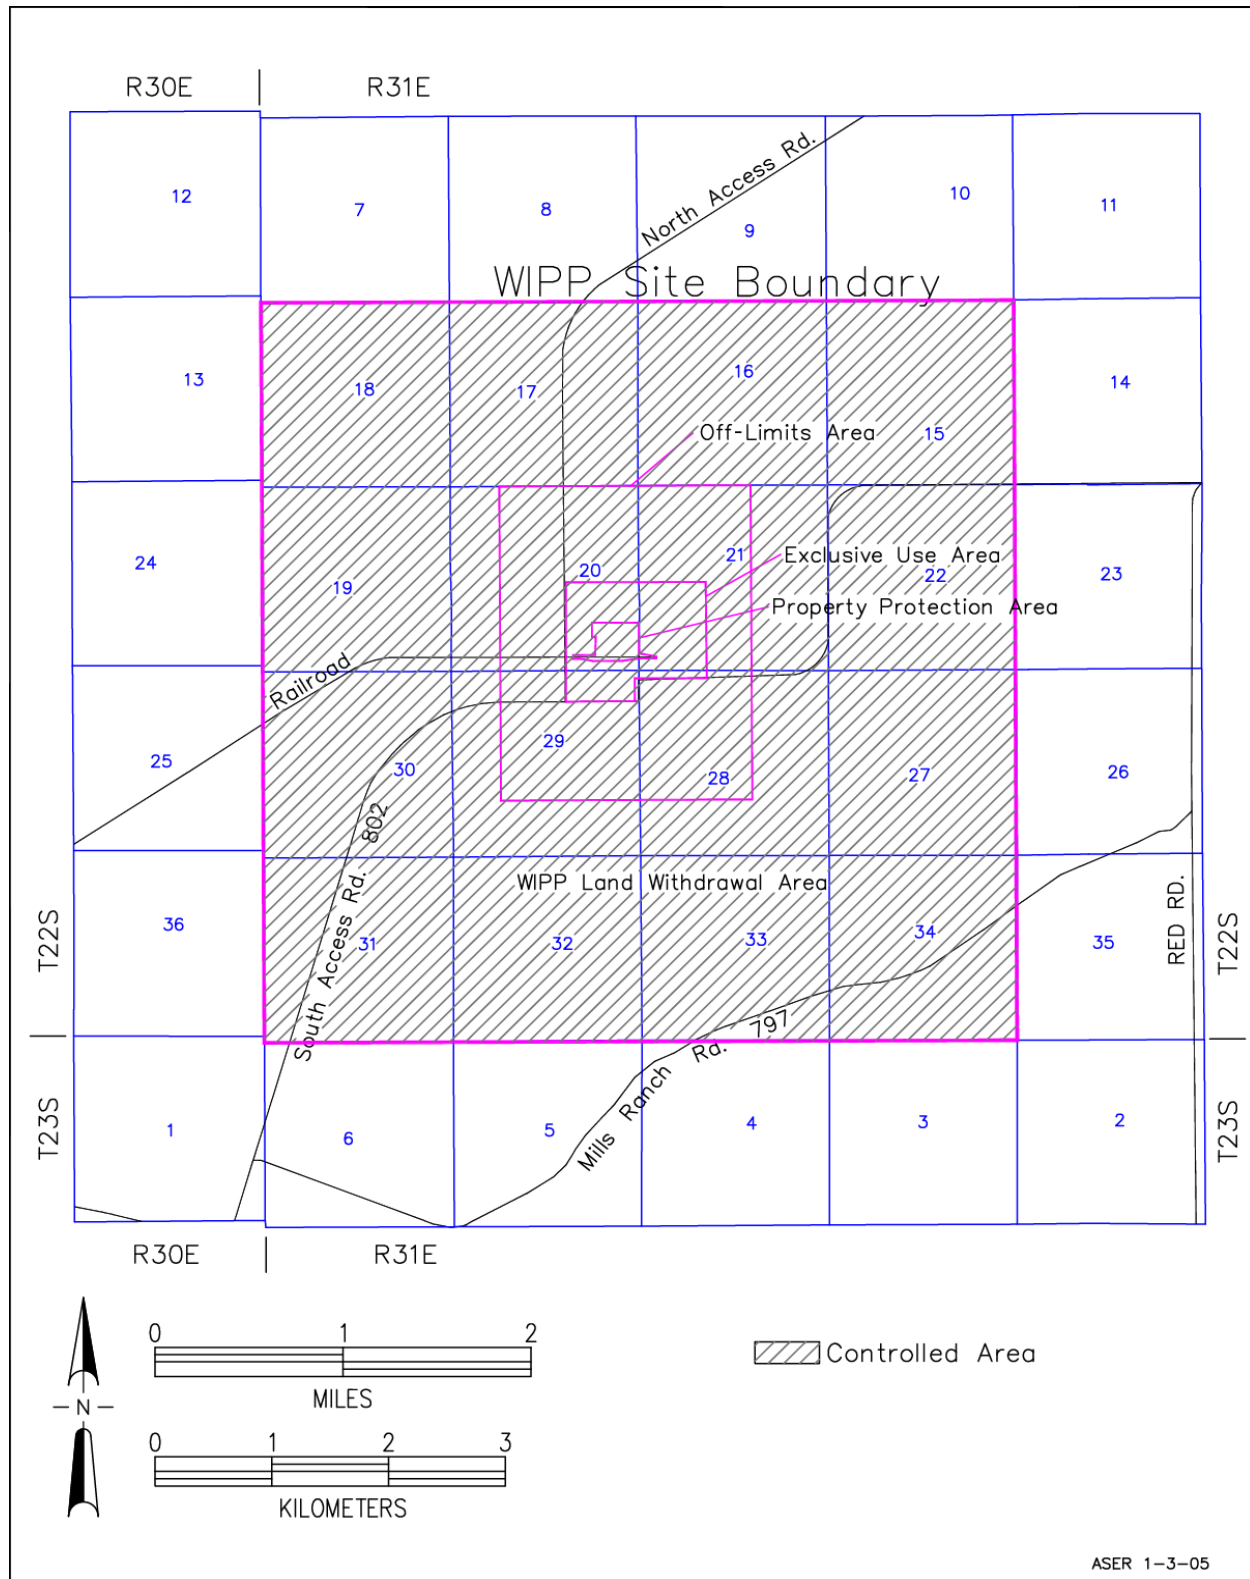 R30E R31E
North Access Rd.
12 7 8 9 10 11
WIPP Site Boundary
13 18 17 16 15 14
Off-Limits Area
24 19 20 21 22 23
Exclusive Use Area
Property Protection Area
Railroad
25 30 29 28 27 26
802
WIPP Land Withdrawal Area
South Access Rd.
36 31 32 33 34 35
RED RD.
T22S T22S
797
Mills Ranch Rd.
T23S T23S
1 6 5 4 3 2
R30E R31E
0 1 2
MILES
N
0 1 2 3
KILOMETERS
Controlled Area
ASER 1-3-05